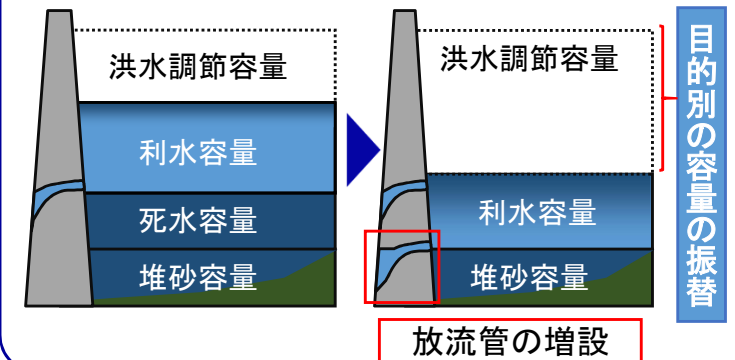 洪水調節容量
利水容量
死水容量
堆砂容量
洪水調節容量
利水容量
堆砂容量
目的別の容量の振替
放流管の増設